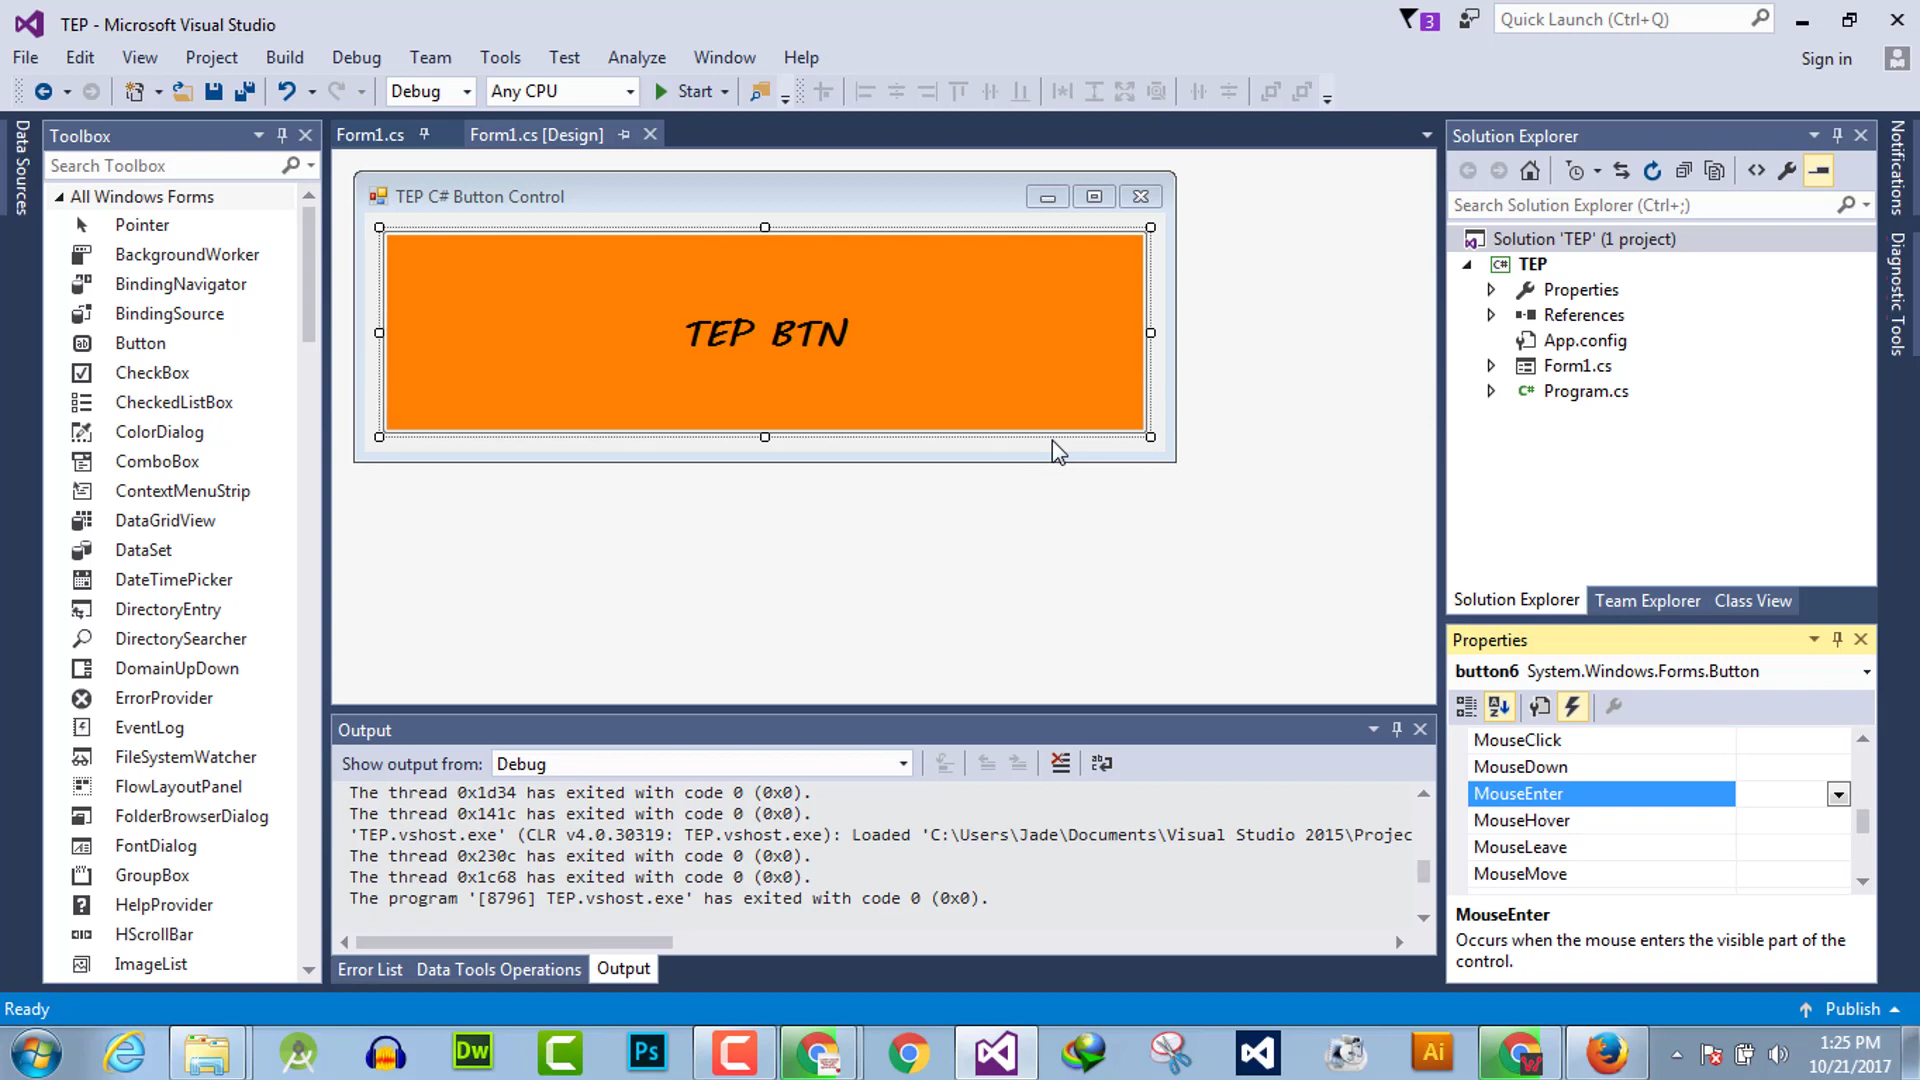 TEP - Microsoft Visual Studio
3
Quick Launch (Ctrl+Q)
File Edit View Project Build Debug Team Tools Test Analyze Window Help
Sign in
Debug Any CPU Start
Data Sources
Toolbox
Search Toolbox
All Windows Forms
Pointer
BackgroundWorker
BindingNavigator
BindingSource
Button
CheckBox
CheckedListBox
ColorDialog
ComboBox
ContextMenuStrip
DataGridView
DataSet
DateTimePicker
DirectoryEntry
DirectorySearcher
DomainUpDown
ErrorProvider
EventLog
FileSystemWatcher
FlowLayoutPanel
FolderBrowserDialog
FontDialog
GroupBox
HelpProvider
HScrollBar
ImageList
Form1.cs Form1.cs [Design]
TEP C# Button Control
TEP BTN
Output
Show output from: Debug
The thread 0x1d34 has exited with code 0 (0x0).
The thread 0x141c has exited with code 0 (0x0).
'TEP.vshost.exe' (CLR v4.0.30319: TEP.vshost.exe): Loaded 'C:\Users\Jade\Documents\Visual Studio 2015\Projec
The thread 0x230c has exited with code 0 (0x0).
The thread 0x1c68 has exited with code 0 (0x0).
The program '[8796] TEP.vshost.exe' has exited with code 0 (0x0).
Error List Data Tools Operations Output
Solution Explorer
Search Solution Explorer (Ctrl+;)
Solution 'TEP' (1 project)
C# TEP
Properties
References
App.config
Form1.cs
C# Program.cs
Solution Explorer Team Explorer Class View
Properties
button6 System.Windows.Forms.Button
MouseClick
MouseDown
MouseEnter
MouseHover
MouseLeave
MouseMove
MouseEnter
Occurs when the mouse enters the visible part of the
control.
Notifications
Diagnostic Tools
Ready
Publish
Dw
Ps
Ai
1:25 PM
10/21/2017